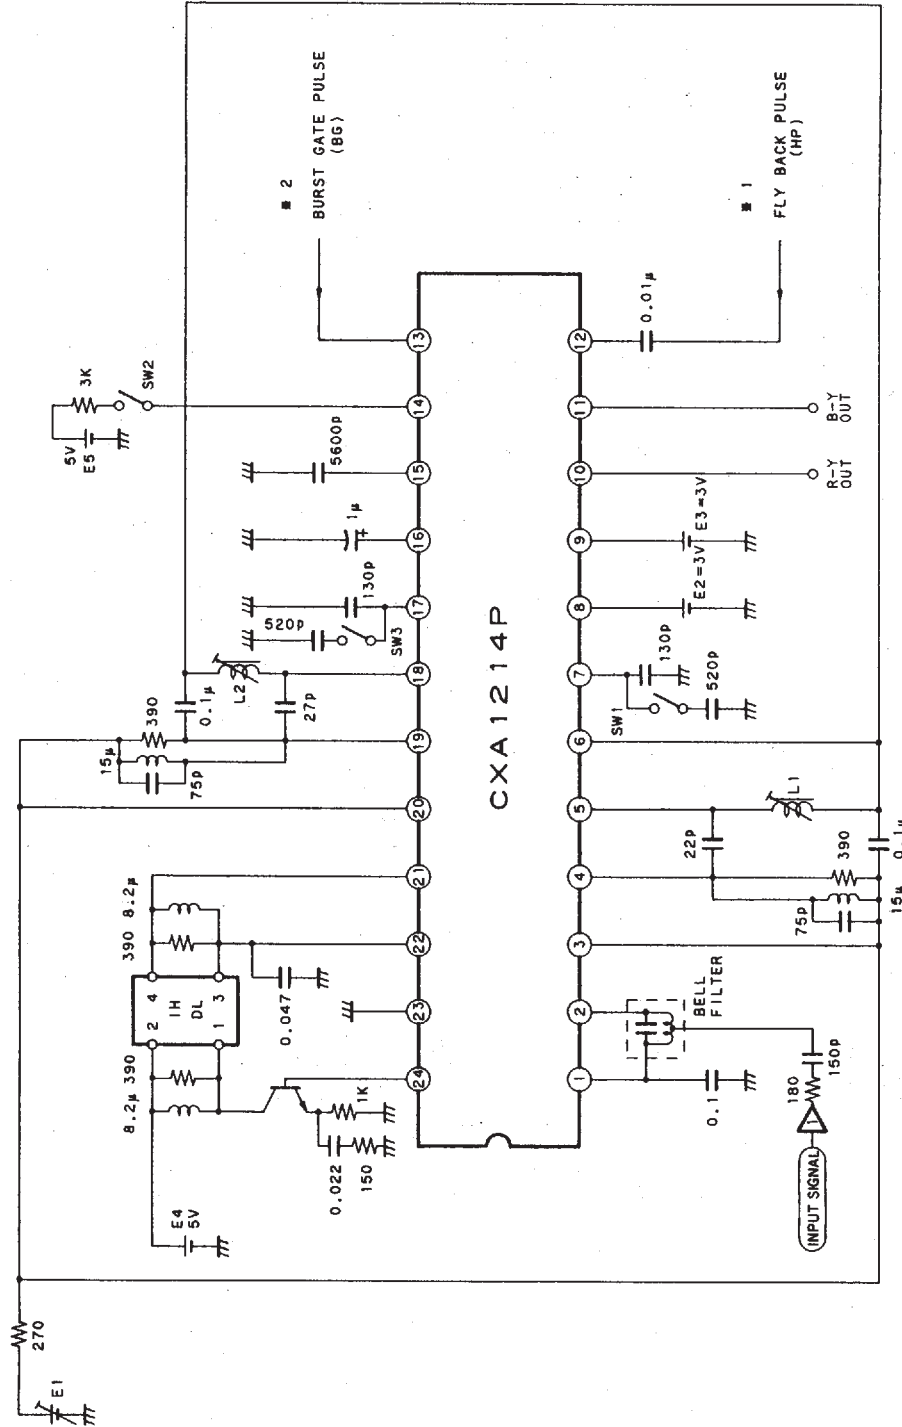 E1
270
E4
5V
8.2μ
390
2
4
1
3
IH
DL
390
8.2μ
0.022
150
1K
0.047
15μ
75p
390
0.1μ
L2
27p
520p
SW3
130p
1μ
+
5600p
5V
E5
3K
SW2
※ 2
BURST GATE PULSE
(BG)
24
23
22
21
20
19
18
17
16
15
14
13
CXA1214P
1
2
3
4
5
6
7
8
9
10
11
12
INPUT SIGNAL
1
180
150p
0.1
BELL
FILTER
75p
15μ
390
0.1μ
22p
L1
SW1
130p
520p
E2=3V
E3=3V
R-Y
OUT
B-Y
OUT
0.01μ
※ 1
FLY BACK PULSE
(HP)